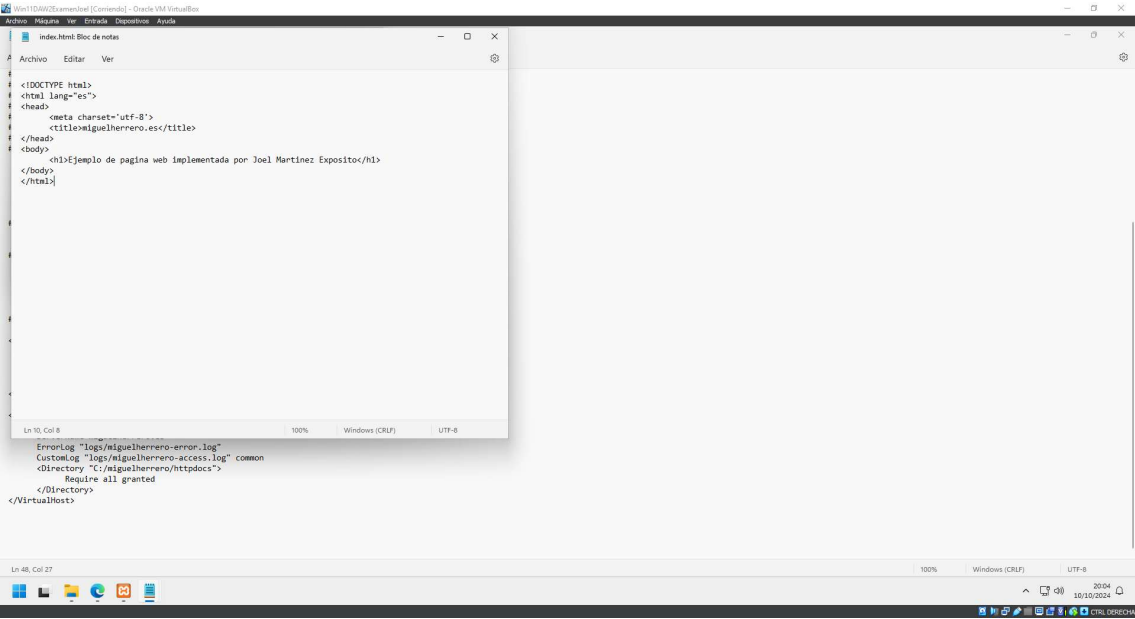 Win11DAW2ExamenJoel [Corriendo] - Oracle VM VirtualBox
Archivo Máquina Ver Entrada Dispositivos Ayuda
index.html: Bloc de notas
Archivo Editar Ver
<!DOCTYPE html>
<html lang="es">
<head>
<meta charset='utf-8'>
<title>miguelherrero.es</title>
</head>
<body>
<h1>Ejemplo de pagina web implementada por Joel Martinez Exposito</h1>
</body>
</html>
Ln 10, Col 8 100% Windows (CRLF) UTF-8
ErrorLog "logs/miguelherrero-error.log"
CustomLog "logs/miguelherrero-access.log" common
<Directory "C:/miguelherrero/httpdocs">
Require all granted
</Directory>
</VirtualHost>
Ln 48, Col 27 100% Windows (CRLF) UTF-8
20:04
10/10/2024
CTRL DERECHA